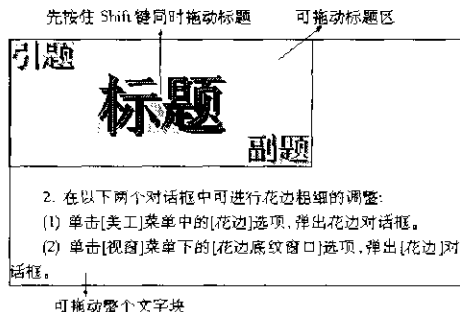 先按住 Shift 键同时拖动标题
可拖动标题区
引题
标题
副题
2. 在以下两个对话框中可进行花边粗细的调整:
(1) 单击[美工]菜单中的[花边]选项,弹出花边对话框。
(2) 单击[视窗]菜单下的[花边底纹窗口]选项,弹出[花边]对
话框。
可拖动整个文字块